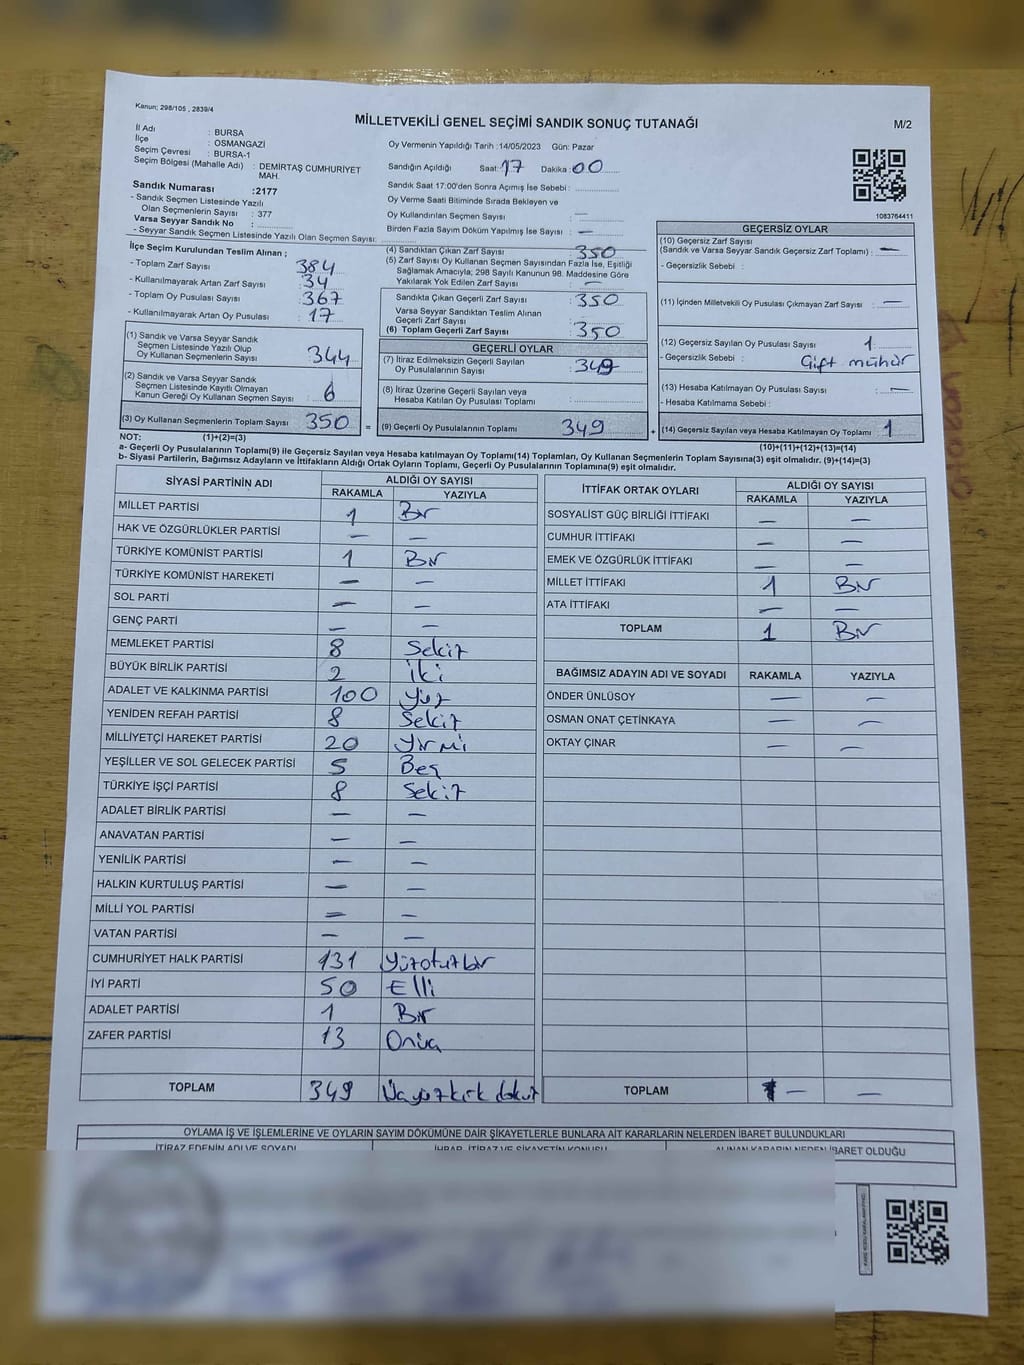 Kanun; 298/105 , 2839/4
MİLLETVEKİLİ GENEL SEÇİMİ SANDIK SONUÇ TUTANAĞI
M/2
İl Adı : BURSA
İlçe : OSMANGAZİ
Seçim Çevresi : BURSA-1
Seçim Bölgesi (Mahalle Adı) : DEMİRTAŞ CUMHURİYET
MAH.
Sandık Numarası :2177
- Sandık Seçmen Listesinde Yazılı
Olan Seçmenlerin Sayısı : 377
Varsa Seyyar Sandık No :
- Seyyar Sandık Seçmen Listesinde Yazılı Olan Seçmen Sayısı:
İlçe Seçim Kurulundan Teslim Alınan ;
- Toplam Zarf Sayısı 384
- Kullanılmayarak Artan Zarf Sayısı 34
- Toplam Oy Pusulası Sayısı 367
- Kullanılmayarak Artan Oy Pusulası 17
(1) Sandık ve Varsa Seyyar Sandık
Seçmen Listesinde Yazılı Olup
Oy Kullanan Seçmenlerin Sayısı 344
(2) Sandık ve Varsa Seyyar Sandık
Seçmen Listesinde Kayıtlı Olmayan
Kanun Gereği Oy Kullanan Seçmen Sayısı 6
(3) Oy Kullanan Seçmenlerin Toplam Sayısı 350 =
Oy Vermenin Yapıldığı Tarih :14/05/2023 Gün: Pazar
Sandığın Açıldığı Saat: 17 Dakika: 00
Sandık Saat 17:00'den Sonra Açımış İse Sebebi :
Oy Verme Saati Bitiminde Sırada Bekleyen ve
Oy Kullandırılan Seçmen Sayısı : —
Birden Fazla Sayım Döküm Yapılmış İse Sayısı : —
(4) Sandıktan Çıkan Zarf Sayısı 350
(5) Zarf Sayısı Oy Kullanan Seçmen Sayısından Fazla İse, Eşitliği
Sağlamak Amacıyla; 298 Sayılı Kanunun 98. Maddesine Göre
Yakılarak Yok Edilen Zarf Sayısı : —
Sandıkta Çıkan Geçerli Zarf Sayısı 350
Varsa Seyyar Sandıktan Teslim Alınan
Geçerli Zarf Sayısı
(6) Toplam Geçerli Zarf Sayısı 350
GEÇERLİ OYLAR
(7) İtiraz Edilmeksizin Geçerli Sayılan
Oy Pusulalarının Sayısı : 349
(8) İtiraz Üzerine Geçerli Sayılan veya
Hesaba Katılan Oy Pusulası Toplamı
(9) Geçerli Oy Pusulalarının Toplamı 349 +
1083764411
GEÇERSİZ OYLAR
(10) Geçersiz Zarf Sayısı
(Sandık ve Varsa Seyyar Sandık Geçersiz Zarf Toplamı) : —
- Geçersizlik Sebebi :
(11) İçinden Milletvekili Oy Pusulası Çıkmayan Zarf Sayısı : —
(12) Geçersiz Sayılan Oy Pusulası Sayısı : 1
- Geçersizlik Sebebi : Çift mühür
(13) Hesaba Katılmayan Oy Pusulası Sayısı : —
- Hesaba Katılmama Sebebi :
(14) Geçersiz Sayılan veya Hesaba Katılmayan Oy Toplamı : 1
NOT: (1)+(2)=(3)
(10)+(11)+(12)+(13)=(14)
a- Geçerli Oy Pusulalarının Toplamı(9) ile Geçersiz Sayılan veya Hesaba katılmayan Oy Toplamı(14) Toplamları, Oy Kullanan Seçmenlerin Toplam Sayısına(3) eşit olmalıdır. (9)+(14)=(3)
b- Siyasi Partilerin, Bağımsız Adayların ve İttifakların Aldığı Ortak Oyların Toplamı, Geçerli Oy Pusulalarının Toplamına(9) eşit olmalıdır.
SİYASİ PARTİNİN ADI ALDIĞI OY SAYISI
RAKAMLA YAZIYLA
MİLLET PARTİSİ 1 Bir
HAK VE ÖZGÜRLÜKLER PARTİSİ — —
TÜRKİYE KOMÜNİST PARTİSİ 1 Bir
TÜRKİYE KOMÜNİST HAREKETİ — —
SOL PARTİ — —
GENÇ PARTİ — —
MEMLEKET PARTİSİ 8 Sekiz
BÜYÜK BİRLİK PARTİSİ 2 İki
ADALET VE KALKINMA PARTİSİ 100 Yüz
YENİDEN REFAH PARTİSİ 8 Sekiz
MİLLİYETÇİ HAREKET PARTİSİ 20 Yirmi
YEŞİLLER VE SOL GELECEK PARTİSİ 5 Beş
TÜRKİYE İŞÇİ PARTİSİ 8 Sekiz
ADALET BİRLİK PARTİSİ — —
ANAVATAN PARTİSİ — —
YENİLİK PARTİSİ — —
HALKIN KURTULUŞ PARTİSİ — —
MİLLİ YOL PARTİSİ — —
VATAN PARTİSİ — —
CUMHURİYET HALK PARTİSİ 131 Yüzotuzbir
İYİ PARTİ 50 Elli
ADALET PARTİSİ 1 Bir
ZAFER PARTİSİ 13 Onüç
TOPLAM 349 Üçyüzkırk dokuz
İTTİFAK ORTAK OYLARI ALDIĞI OY SAYISI
RAKAMLA YAZIYLA
SOSYALİST GÜÇ BİRLİĞİ İTTİFAKI — —
CUMHUR İTTİFAKI — —
EMEK VE ÖZGÜRLÜK İTTİFAKI — —
MİLLET İTTİFAKI 1 Bir
ATA İTTİFAKI — —
TOPLAM 1 Bir
BAĞIMSIZ ADAYIN ADI VE SOYADI RAKAMLA YAZIYLA
ÖNDER ÜNLÜSOY — —
OSMAN ONAT ÇETİNKAYA — —
OKTAY ÇINAR — —
TOPLAM — —
OYLAMA İŞ VE İŞLEMLERİNE VE OYLARIN SAYIM DÖKÜMÜNE DAİR ŞİKAYETLERLE BUNLARA AİT KARARLARIN NELERDEN İBARET BULUNDUKLARI
İTİRAZ EDENİN ADI VE SOYADI İHBAR, İTİRAZ VE ŞİKAYETİN KONUSU ALINAN KARARIN NEDEN İBARET OLDUĞU